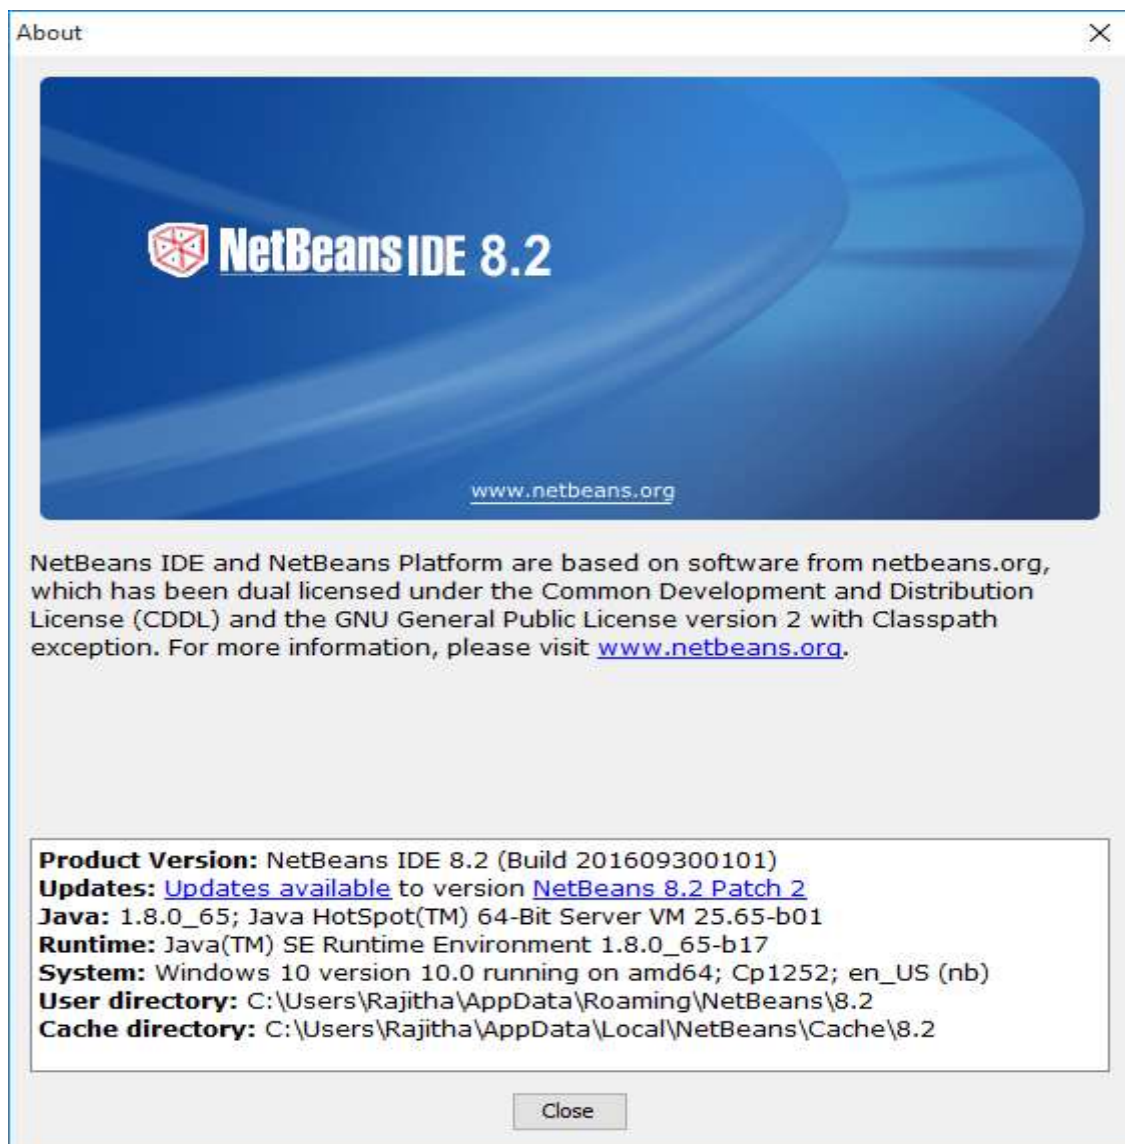 About
NetBeans IDE 8.2
www.netbeans.org
NetBeans IDE and NetBeans Platform are based on software from netbeans.org,
which has been dual licensed under the Common Development and Distribution
License (CDDL) and the GNU General Public License version 2 with Classpath
exception. For more information, please visit www.netbeans.org.
Product Version: NetBeans IDE 8.2 (Build 201609300101)
Updates: Updates available to version NetBeans 8.2 Patch 2
Java: 1.8.0_65; Java HotSpot(TM) 64-Bit Server VM 25.65-b01
Runtime: Java(TM) SE Runtime Environment 1.8.0_65-b17
System: Windows 10 version 10.0 running on amd64; Cp1252; en_US (nb)
User directory: C:\Users\Rajitha\AppData\Roaming\NetBeans\8.2
Cache directory: C:\Users\Rajitha\AppData\Local\NetBeans\Cache\8.2
Close